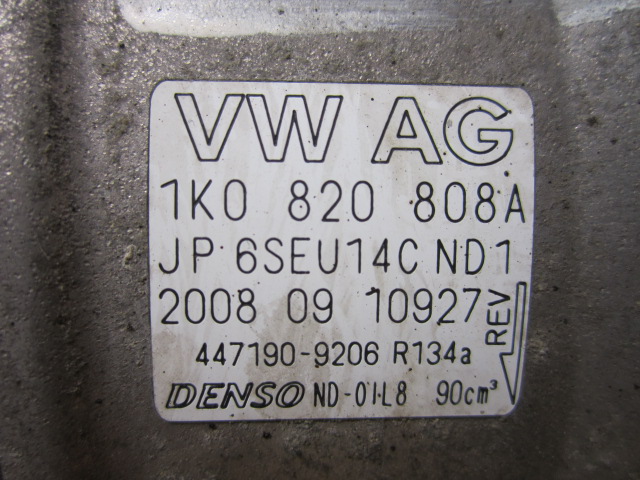 VW AG
1K0 820 808A
JP 6SEU14C ND1
2008 09 10927
REV
447190-9206 R134a
DENSO ND-OIL8 90cm³